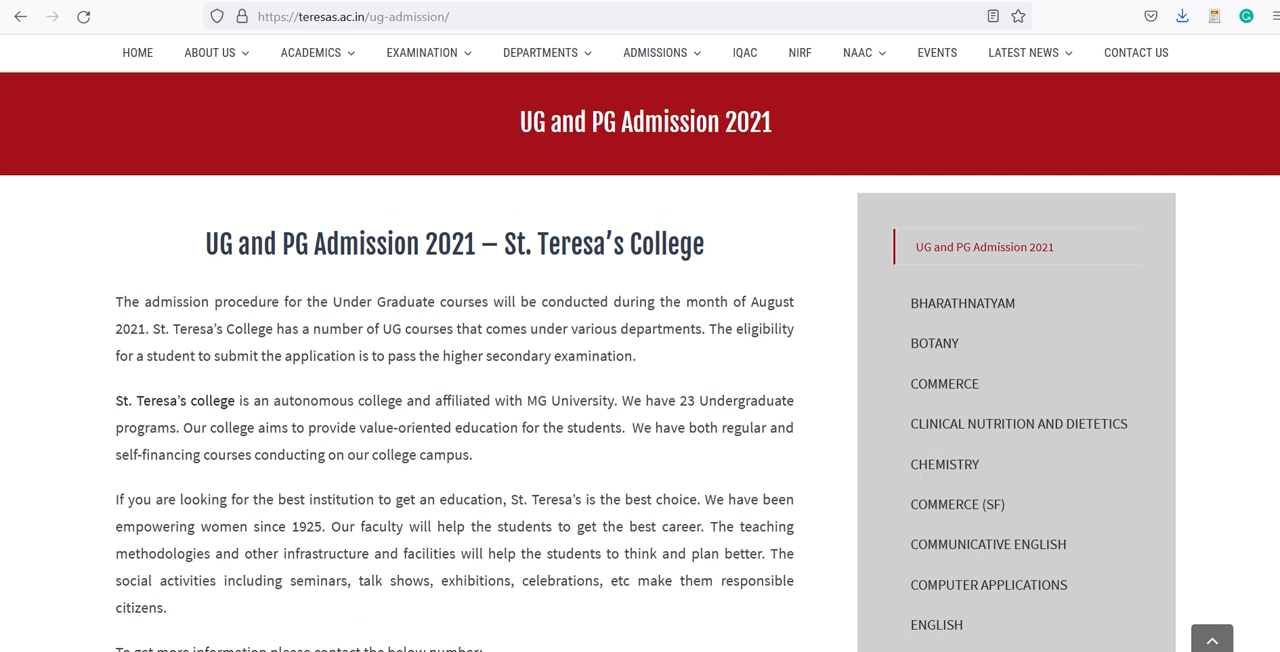 https://teresas.ac.in/ug-admission/
HOME ABOUT US ACADEMICS EXAMINATION DEPARTMENTS ADMISSIONS IQAC NIRF NAAC EVENTS LATEST NEWS CONTACT US
UG and PG Admission 2021
UG and PG Admission 2021 – St. Teresa’s College
The admission procedure for the Under Graduate courses will be conducted during the month of August
2021. St. Teresa’s College has a number of UG courses that comes under various departments. The eligibility
for a student to submit the application is to pass the higher secondary examination.
St. Teresa’s college is an autonomous college and affiliated with MG University. We have 23 Undergraduate
programs. Our college aims to provide value-oriented education for the students. We have both regular and
self-financing courses conducting on our college campus.
If you are looking for the best institution to get an education, St. Teresa’s is the best choice. We have been
empowering women since 1925. Our faculty will help the students to get the best career. The teaching
methodologies and other infrastructure and facilities will help the students to think and plan better. The
social activities including seminars, talk shows, exhibitions, celebrations, etc make them responsible
citizens.
To get more information please contact the below number:
UG and PG Admission 2021
BHARATHNATYAM
BOTANY
COMMERCE
CLINICAL NUTRITION AND DIETETICS
CHEMISTRY
COMMERCE (SF)
COMMUNICATIVE ENGLISH
COMPUTER APPLICATIONS
ENGLISH